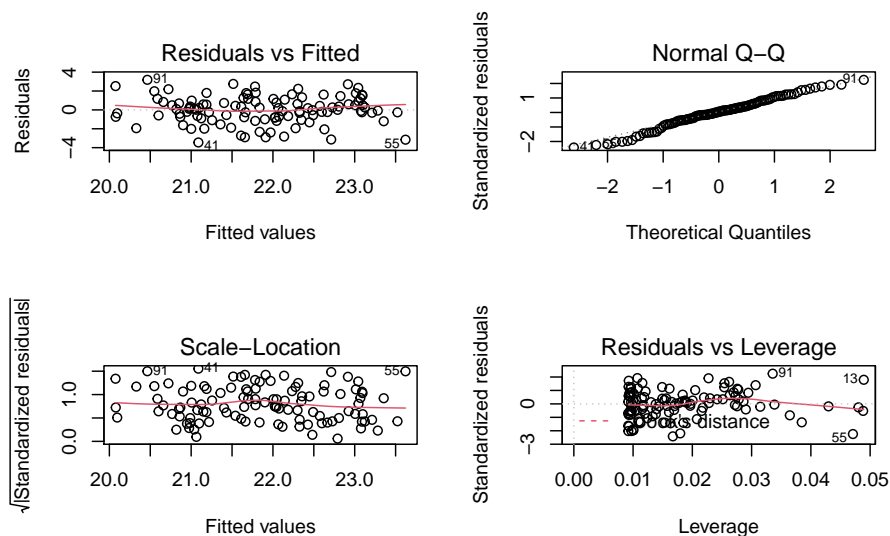 Residuals vs Fitted
Residuals
4
0
−4
91
41
55
20.0 21.0 22.0 23.0
Fitted values
Normal Q−Q
Standardized residuals
1
−2
91
41
−2 −1 0 1 2
Theoretical Quantiles
Scale−Location
√|Standardized residuals|
1.0
0.0
91
41
55
20.0 21.0 22.0 23.0
Fitted values
Residuals vs Leverage
Standardized residuals
0
−3
91
13
55
Cook's distance
0.00 0.01 0.02 0.03 0.04 0.05
Leverage